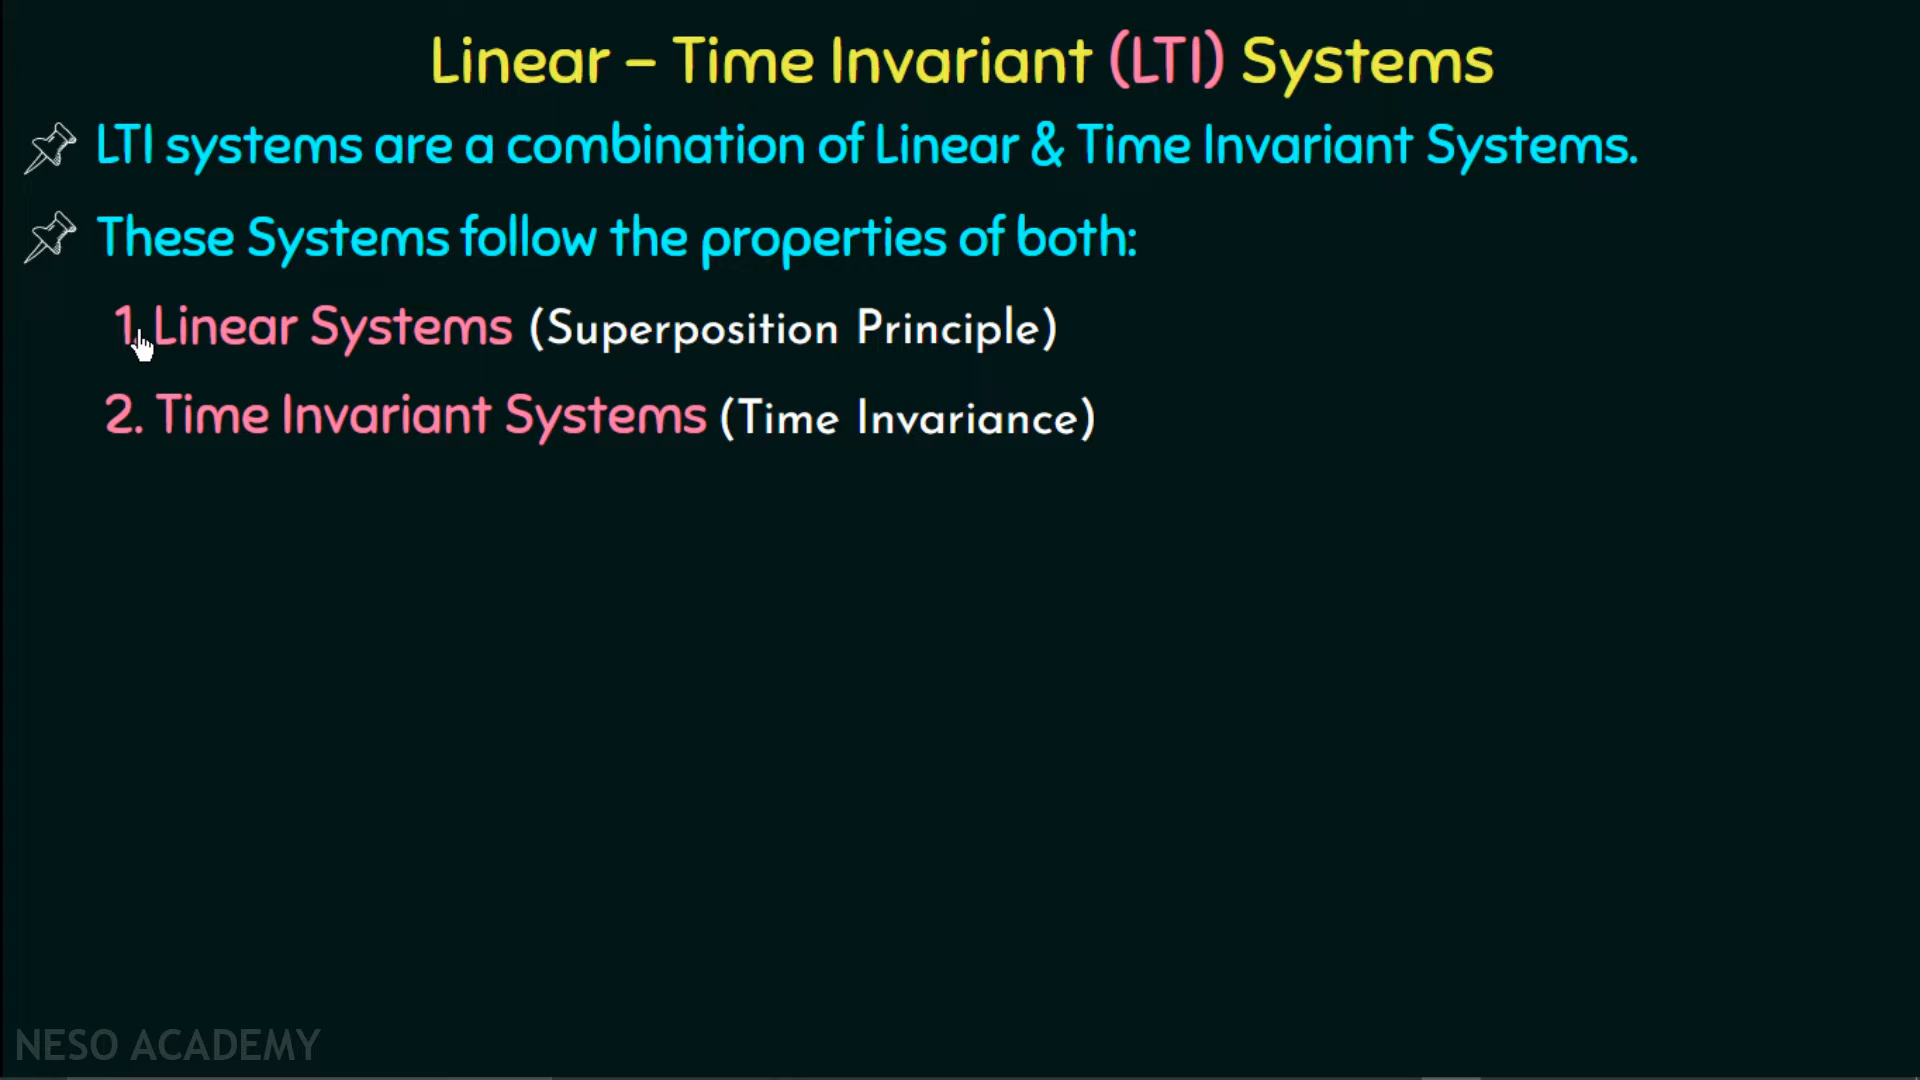 Linear – Time Invariant (LTI) Systems
LTI systems are a combination of Linear & Time Invariant Systems.
These Systems follow the properties of both:
1. Linear Systems (Superposition Principle)
2. Time Invariant Systems (Time Invariance)
NESO ACADEMY